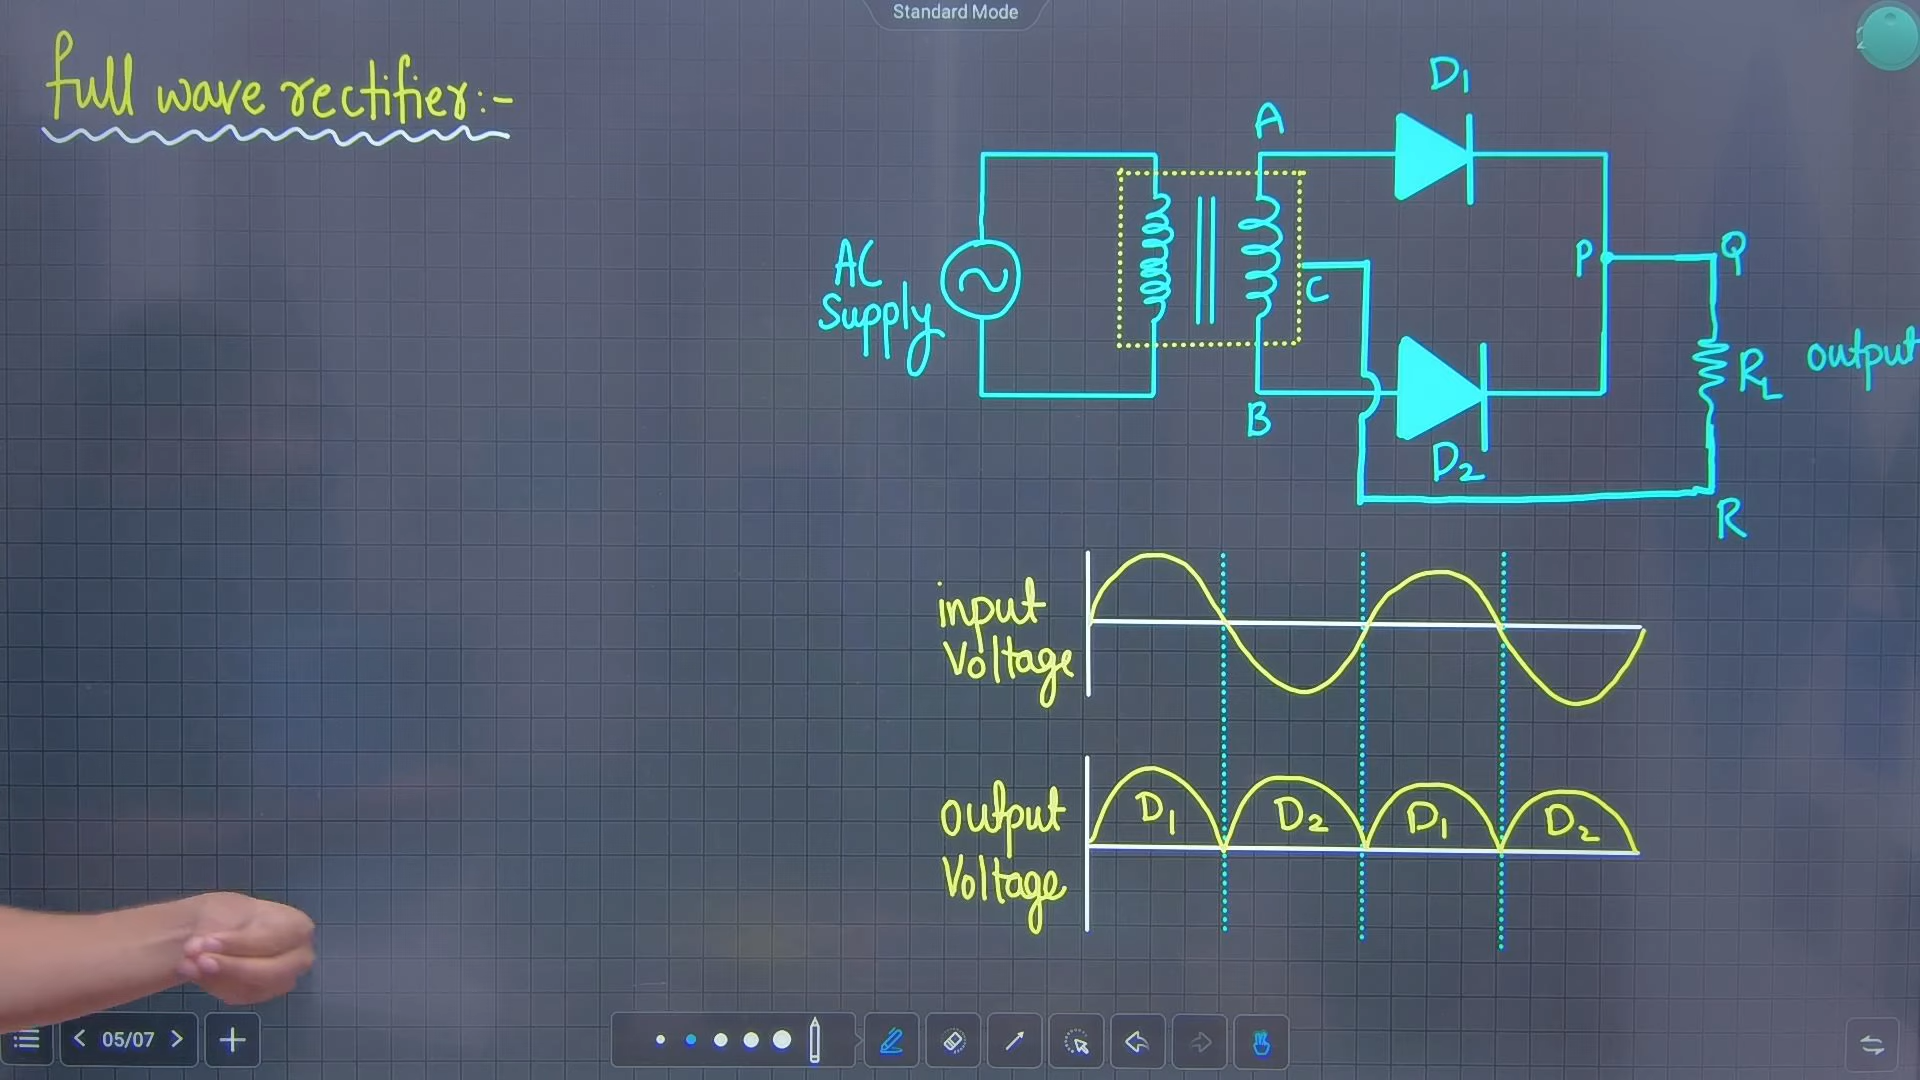 Standard Mode
full wave rectifier:-
D1
A
AC
Supply
C
P
Q
RL
output
B
D2
R
input
Voltage
output
Voltage
D1
D2
D1
D2
05/07